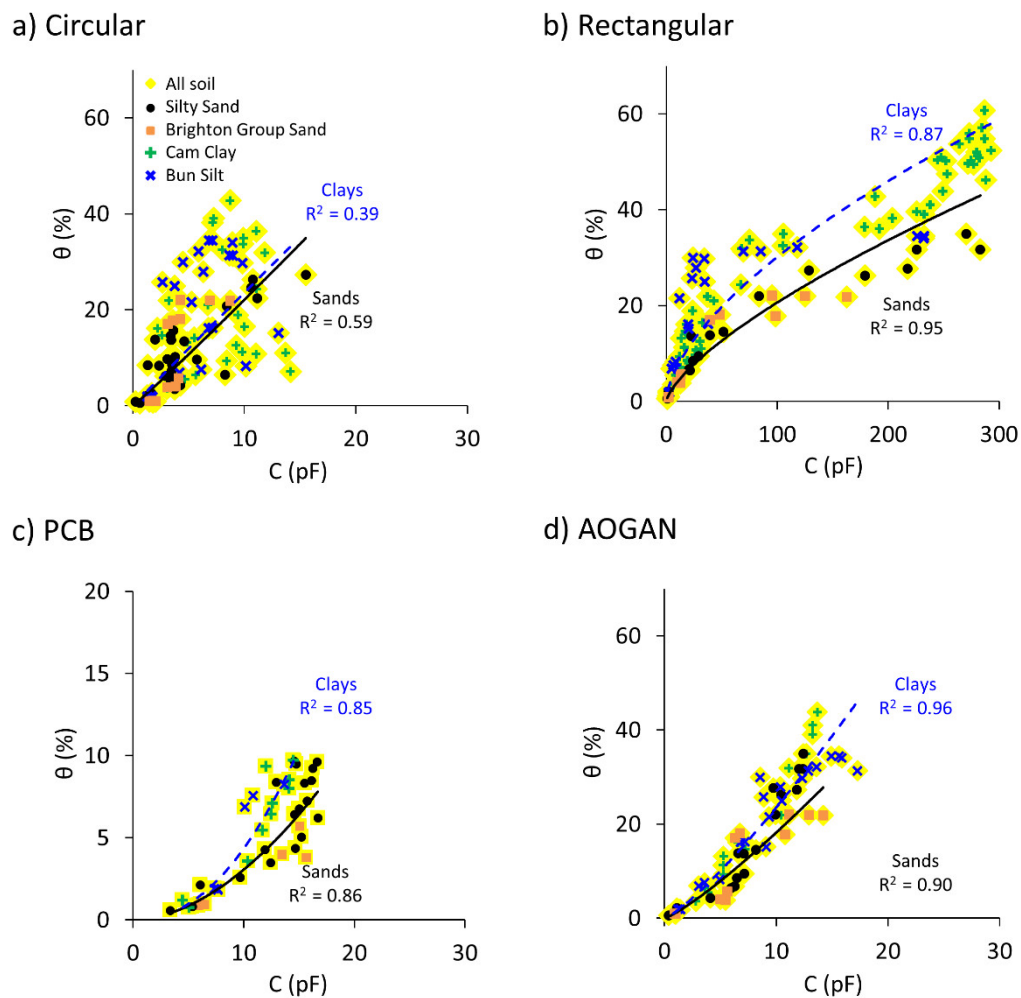 a) Circular
All soil
Silty Sand
Brighton Group Sand
Cam Clay
Bun Silt
60
40
20
0
θ (%)
Clays
R² = 0.39
Sands
R² = 0.59
0
10
20
30
C (pF)
b) Rectangular
60
40
20
0
θ (%)
Clays
R² = 0.87
Sands
R² = 0.95
0
100
200
300
C (pF)
c) PCB
20
15
10
5
0
θ (%)
Clays
R² = 0.85
Sands
R² = 0.86
0
10
20
30
C (pF)
d) AOGAN
60
40
20
0
θ (%)
Clays
R² = 0.96
Sands
R² = 0.90
0
10
20
30
C (pF)